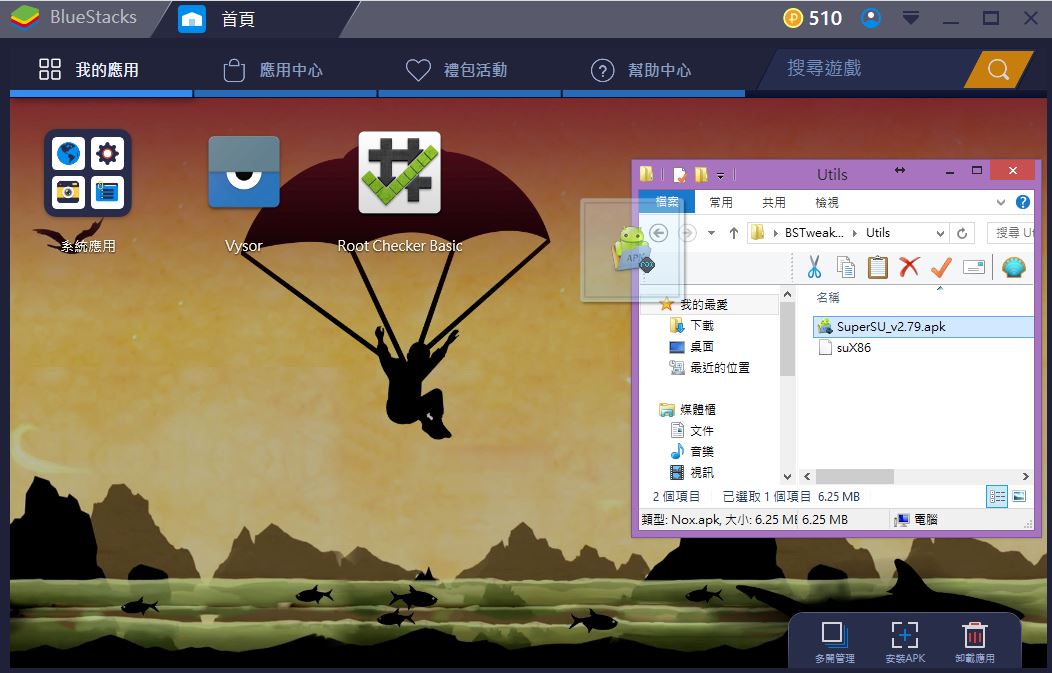 BlueStacks
首頁
510
我的應用
應用中心
禮包活動
幫助中心
搜尋遊戲
系統應用
Vysor
Root Checker Basic
Utils
檔案 常用 共用 檢視
BSTweak... Utils
搜尋 Ut
我的最愛
下載
桌面
最近的位置
媒體櫃
文件
音樂
視訊
名稱
SuperSU_v2.79.apk
suX86
2 個項目 已選取 1 個項目 6.25 MB
類型: Nox.apk, 大小: 6.25 ME 6.25 MB 電腦
多開管理
安裝APK
卸載應用